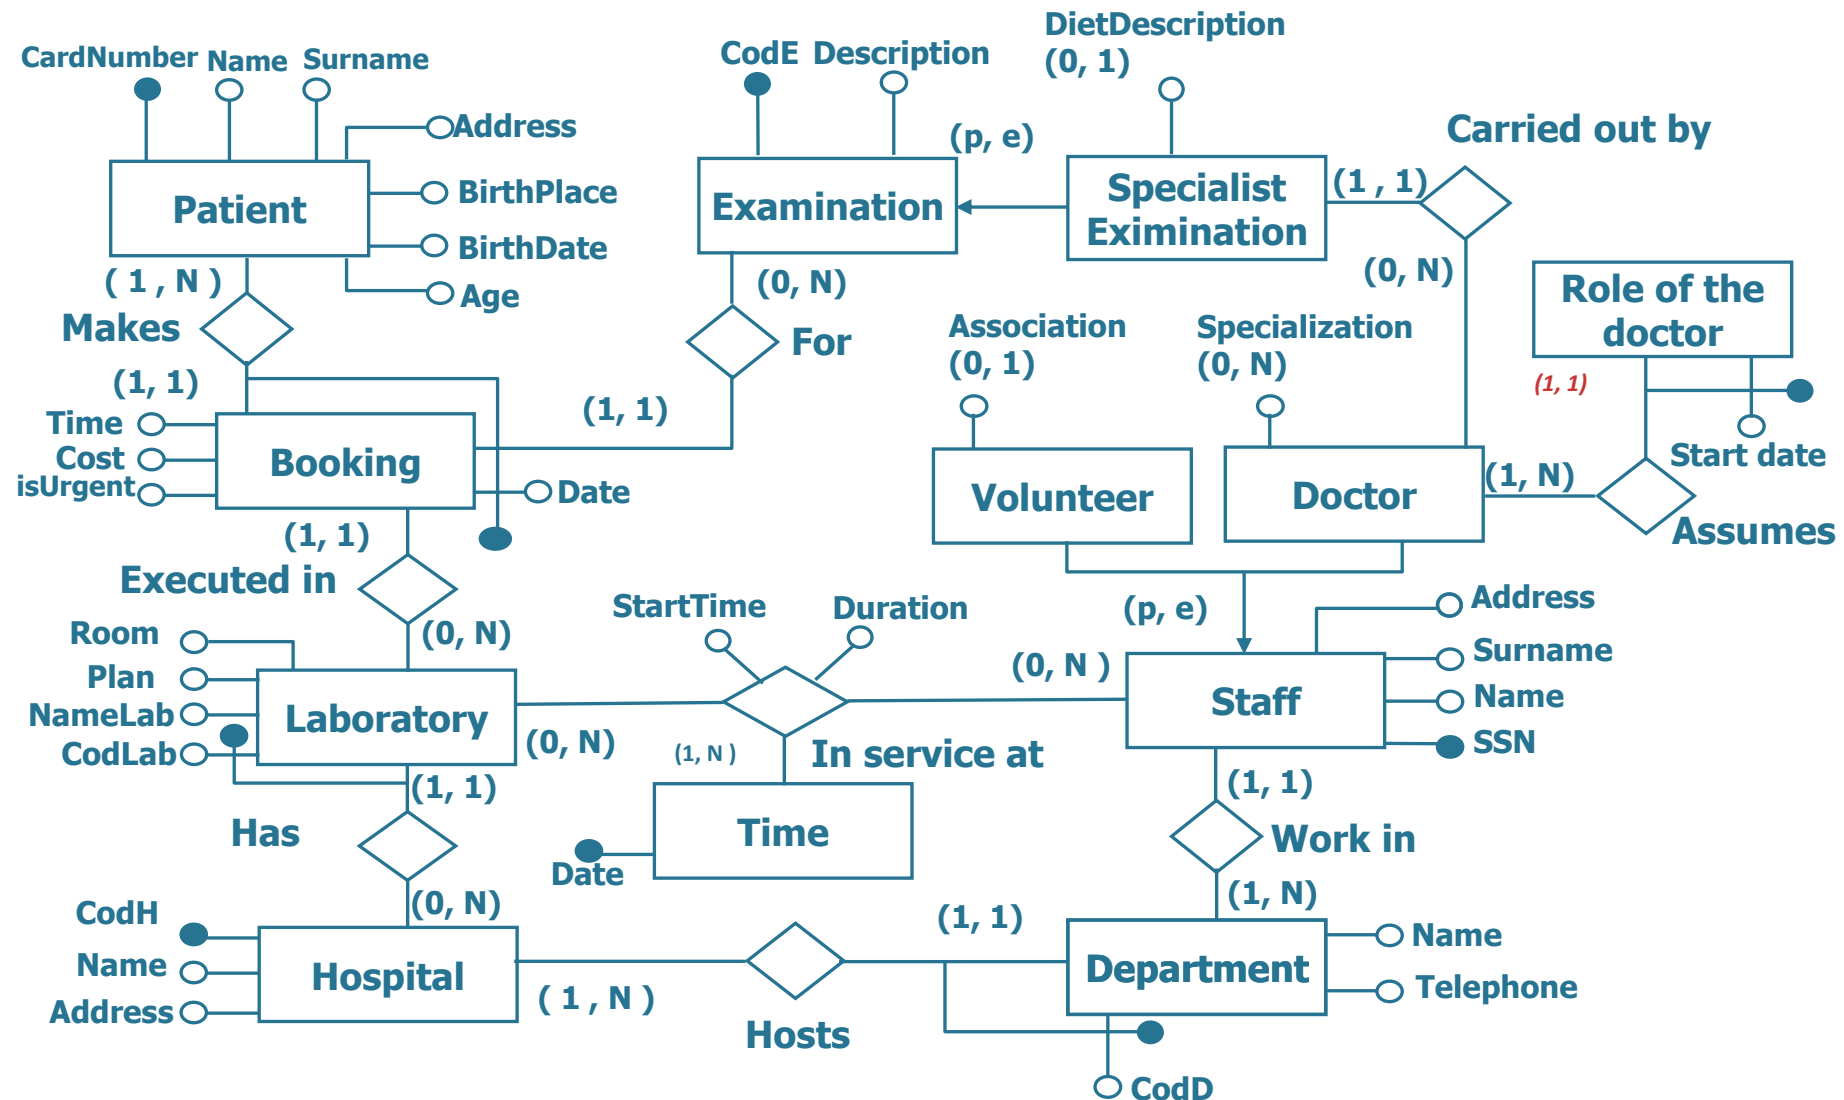 DietDescription
(0, 1)
CardNumber Name Surname
CodE Description
Address
(p, e)
Carried out by
Patient
BirthPlace
BirthDate
Age
Examination
Specialist
Eximination
(1 , 1)
( 1 , N )
(0, N)
(0, N)
Role of the
doctor
Makes
For
Association
(0, 1)
Specialization
(0, N)
(1, 1)
(1, 1)
(1, 1)
Time
Cost
isUrgent
Booking
Date
Volunteer
Doctor
(1, N)
Start date
Assumes
(1, 1)
Executed in
(0, N)
StartTime
Duration
(p, e)
Address
Surname
Name
SSN
Room
Plan
NameLab
CodLab
Laboratory
(0, N)
(0, N )
Staff
(1, N )
In service at
(1, 1)
(1, 1)
Has
Time
Date
Work in
(0, N)
(1, N)
CodH
Name
Address
Hospital
( 1 , N )
Hosts
(1, 1)
Department
Name
Telephone
CodD